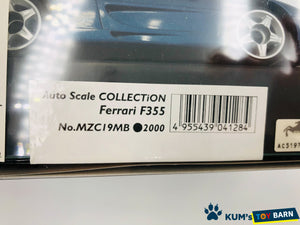 Auto Scale COLLECTiON
Ferrari F355
No.MZC19MB ●2000
4 955439 041284
KUM's TOY BARN